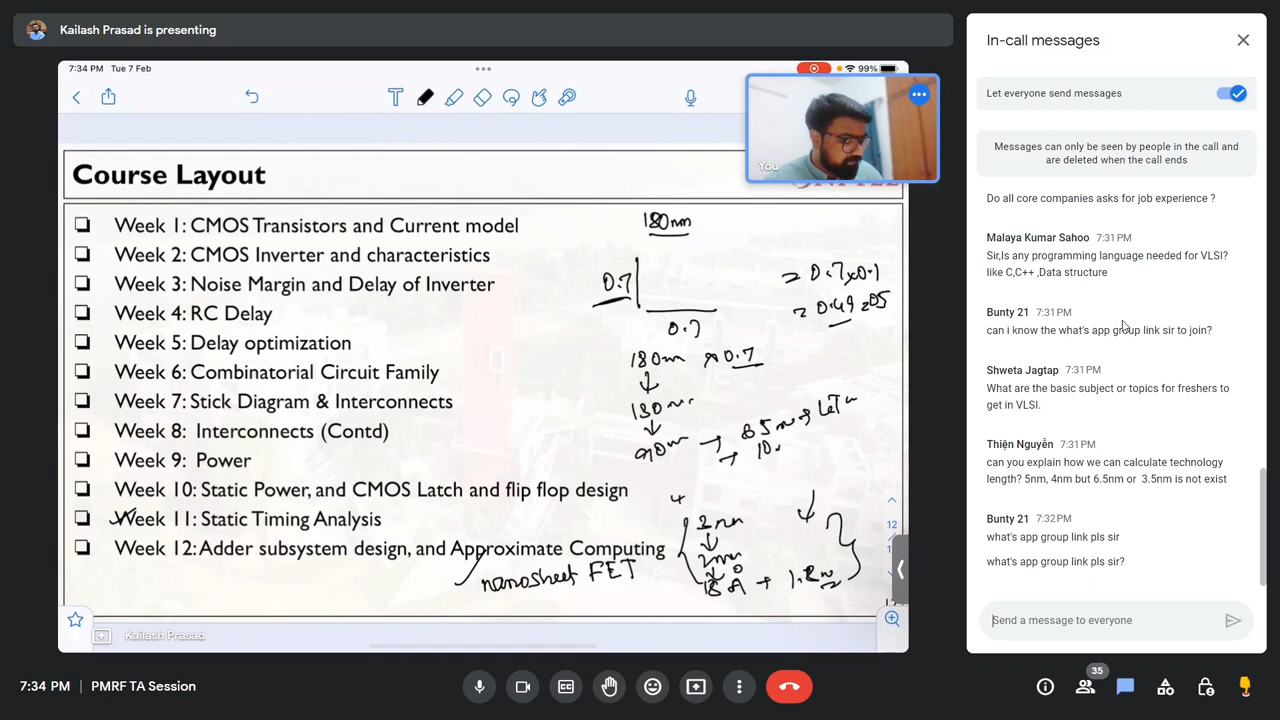 Kailash Prasad is presenting
7:34 PM Tue 7 Feb
99%
T
You
Course Layout
Week 1: CMOS Transistors and Current model
Week 2: CMOS Inverter and characteristics
Week 3: Noise Margin and Delay of Inverter
Week 4: RC Delay
Week 5: Delay optimization
Week 6: Combinatorial Circuit Family
Week 7: Stick Diagram & Interconnects
Week 8: Interconnects (Contd)
Week 9: Power
Week 10: Static Power, and CMOS Latch and flip flop design
Week 11: Static Timing Analysis
Week 12: Adder subsystem design, and Approximate Computing
180nm
0.7
0.7
= 0.7x0.7
= 0.49 =05
180nm x0.7
↓
180nm
↓
90nm →
→ 10.
↓
2nm
↓
18A +
nanosheet FET
12
Kailash Prasad
In-call messages
Let everyone send messages
Messages can only be seen by people in the call and
are deleted when the call ends
Do all core companies asks for job experience ?
Malaya Kumar Sahoo 7:31 PM
Sir,Is any programming language needed for VLSI?
like C,C++ ,Data structure
Bunty 21 7:31 PM
can i know the what's app group link sir to join?
Shweta Jagtap 7:31 PM
What are the basic subject or topics for freshers to
get in VLSI.
Thiện Nguyễn 7:31 PM
can you explain how we can calculate technology
length? 5nm, 4nm but 6.5nm or 3.5nm is not exist
Bunty 21 7:32 PM
what's app group link pls sir
what's app group link pls sir?
Send a message to everyone
7:34 PM | PMRF TA Session
35